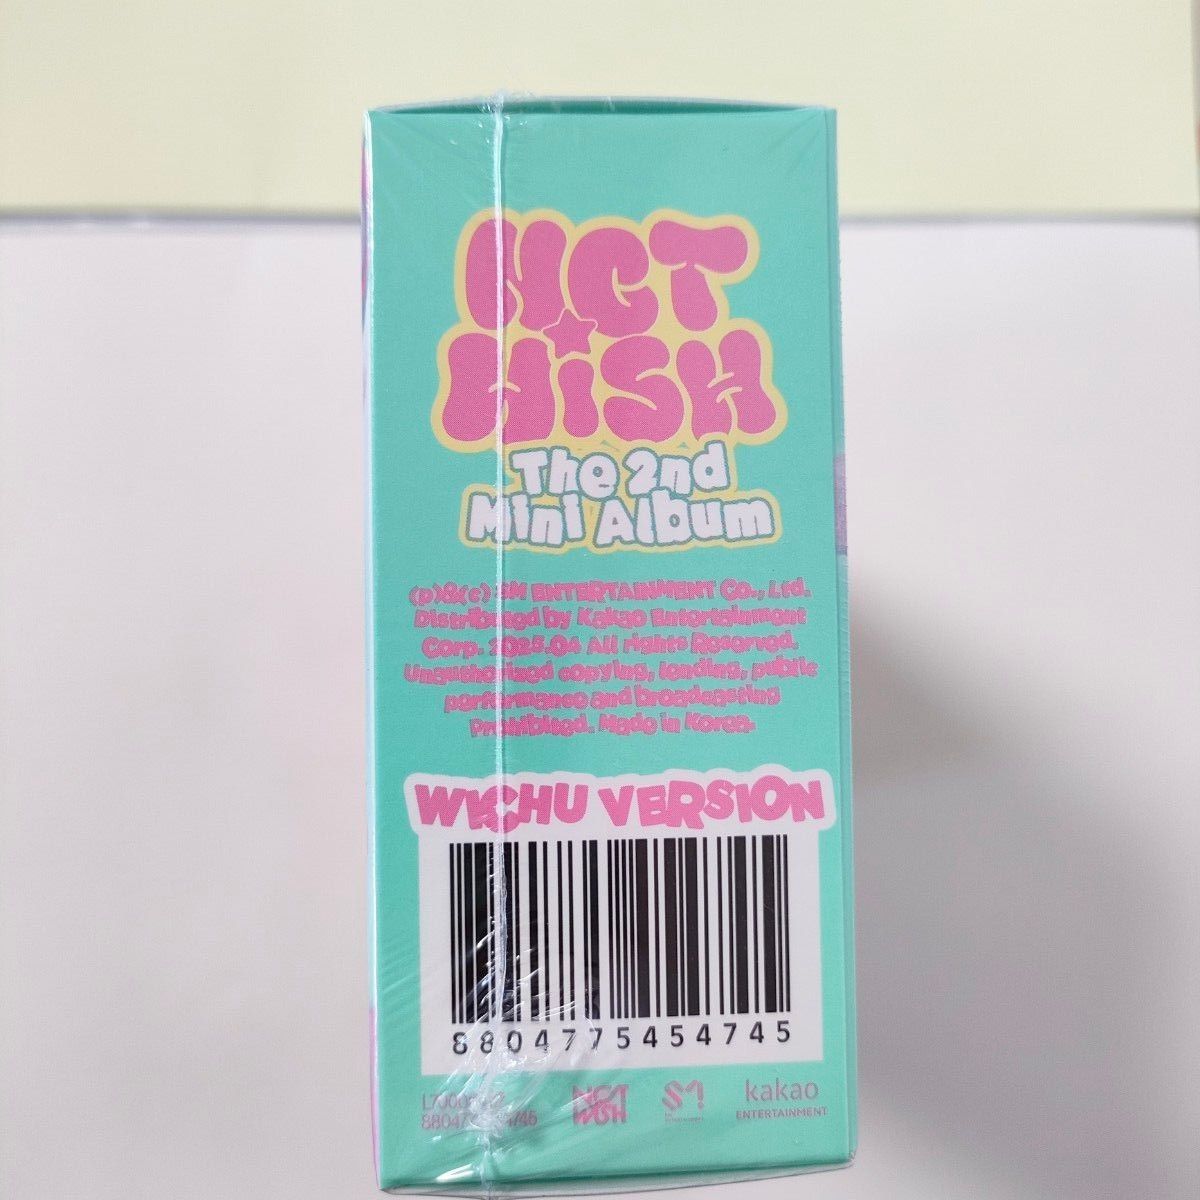 NCT
WiSH
The 2nd
Mini Album
(p)&(c) SM ENTERTAINMENT Co., Ltd.
Distributed by Kakao Entertainment
Corp. 2025.04 All rights Reserved.
Unauthorized copying, lending, public
performance and broadcasting
Prohibited. Made in Korea.
WICHU VERSION
8804775454745
NCT
WISH
SM
kakao
ENTERTAINMENT